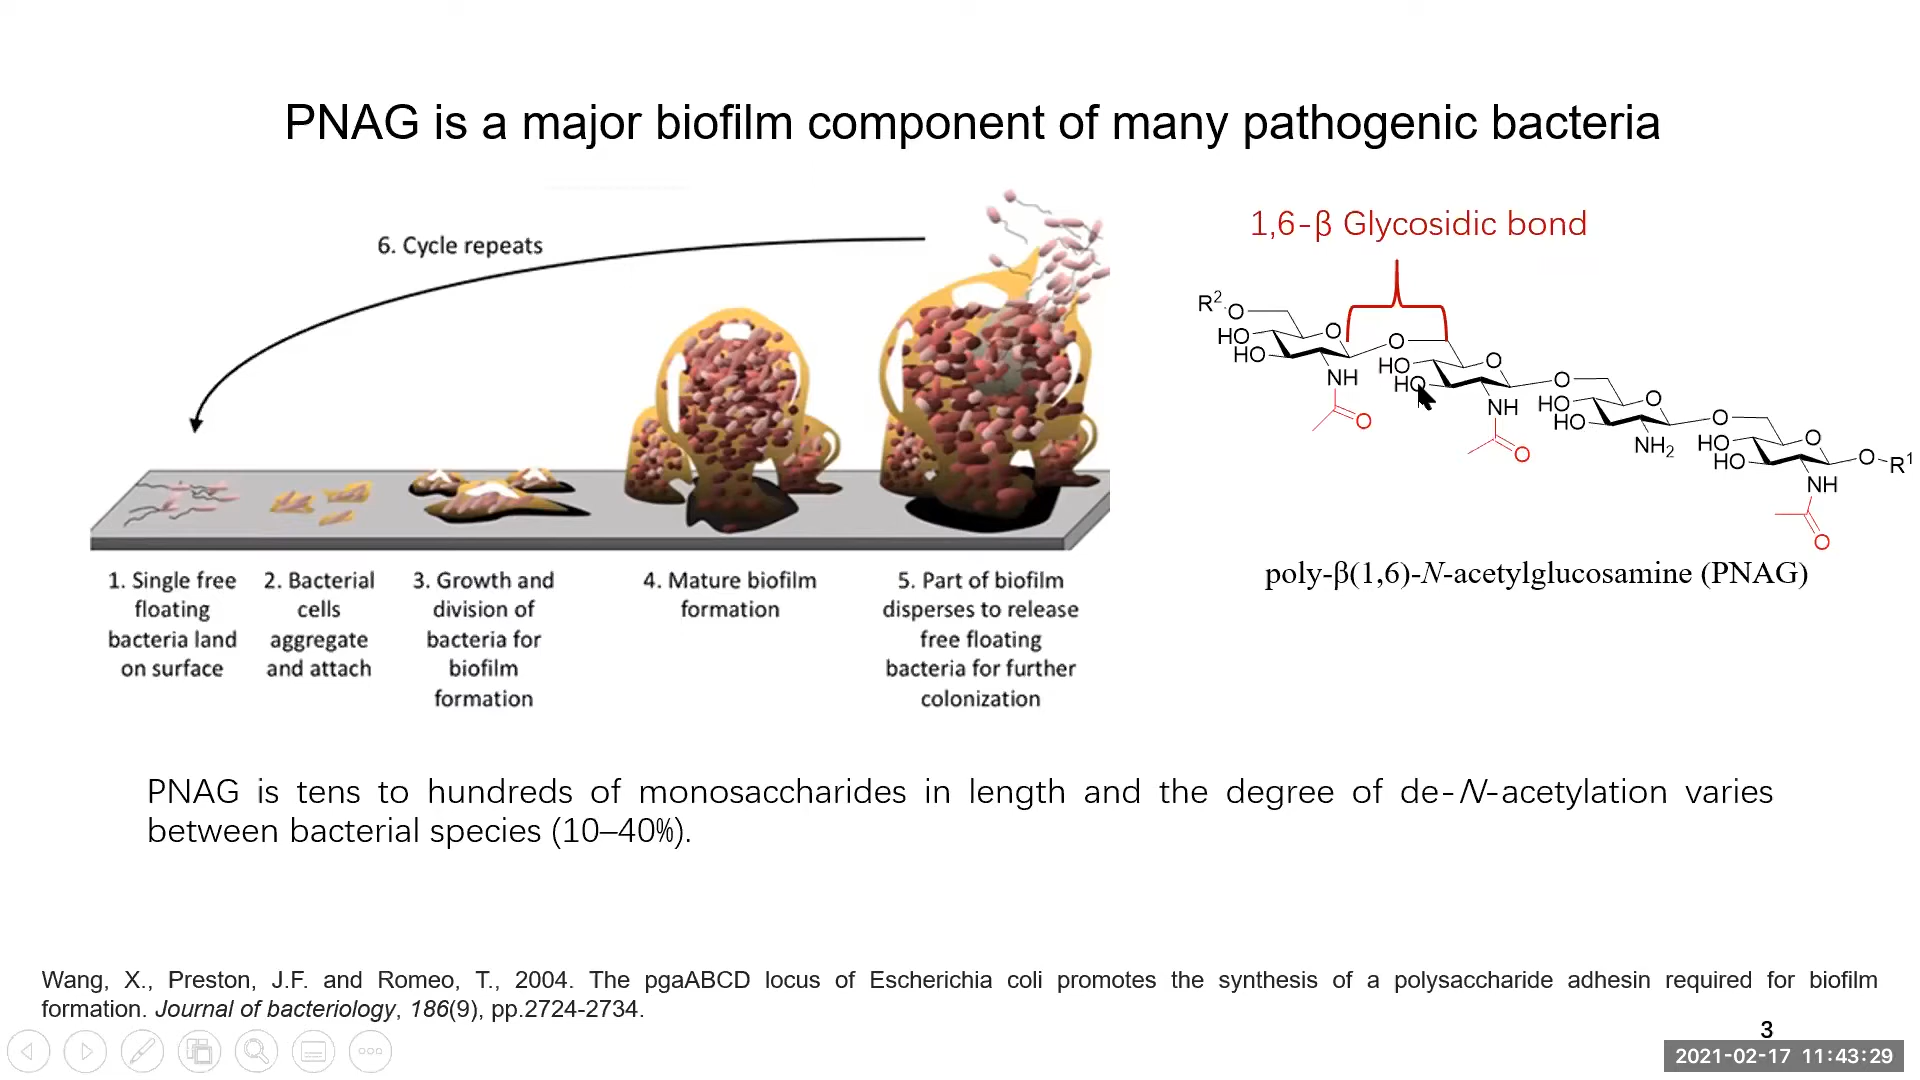 PNAG is a major biofilm component of many pathogenic bacteria
6. Cycle repeats
1. Single free
floating
bacteria land
on surface
2. Bacterial
cells
aggregate
and attach
3. Growth and
division of
bacteria for
biofilm
formation
4. Mature biofilm
formation
5. Part of biofilm
disperses to release
free floating
bacteria for further
colonization
1,6-β Glycosidic bond
R²
O
HO
HO
O
NH
O
O
HO
HO
O
NH
O
O
HO
HO
O
NH₂
O
HO
HO
O
NH
O
O
R¹
poly-β(1,6)-N-acetylglucosamine (PNAG)
PNAG is tens to hundreds of monosaccharides in length and the degree of de-N-acetylation varies
between bacterial species (10–40%).
Wang, X., Preston, J.F. and Romeo, T., 2004. The pgaABCD locus of Escherichia coli promotes the synthesis of a polysaccharide adhesin required for biofilm
formation. Journal of bacteriology, 186(9), pp.2724-2734.
3
2021-02-17 11:43:29